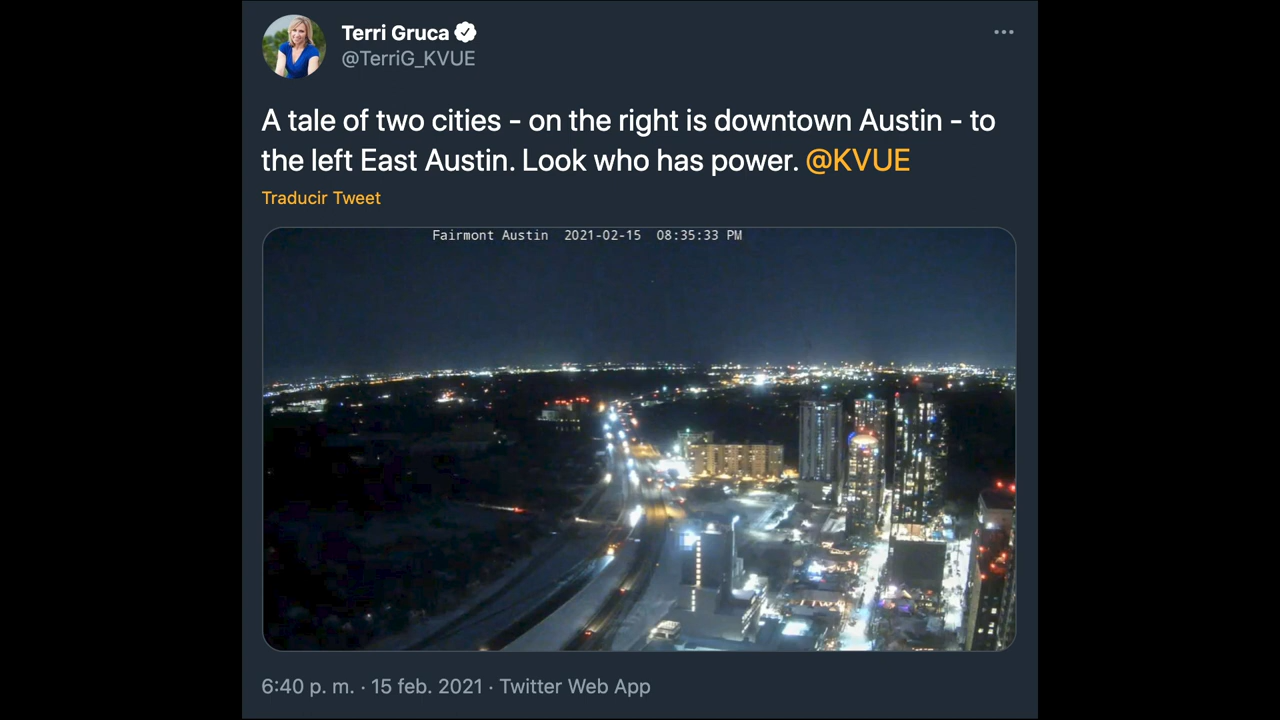 Terri Gruca
@TerriG_KVUE
A tale of two cities - on the right is downtown Austin - to
the left East Austin. Look who has power. @KVUE
Traducir Tweet
Fairmont Austin 2021-02-15 08:35:33 PM
6:40 p. m. · 15 feb. 2021 · Twitter Web App